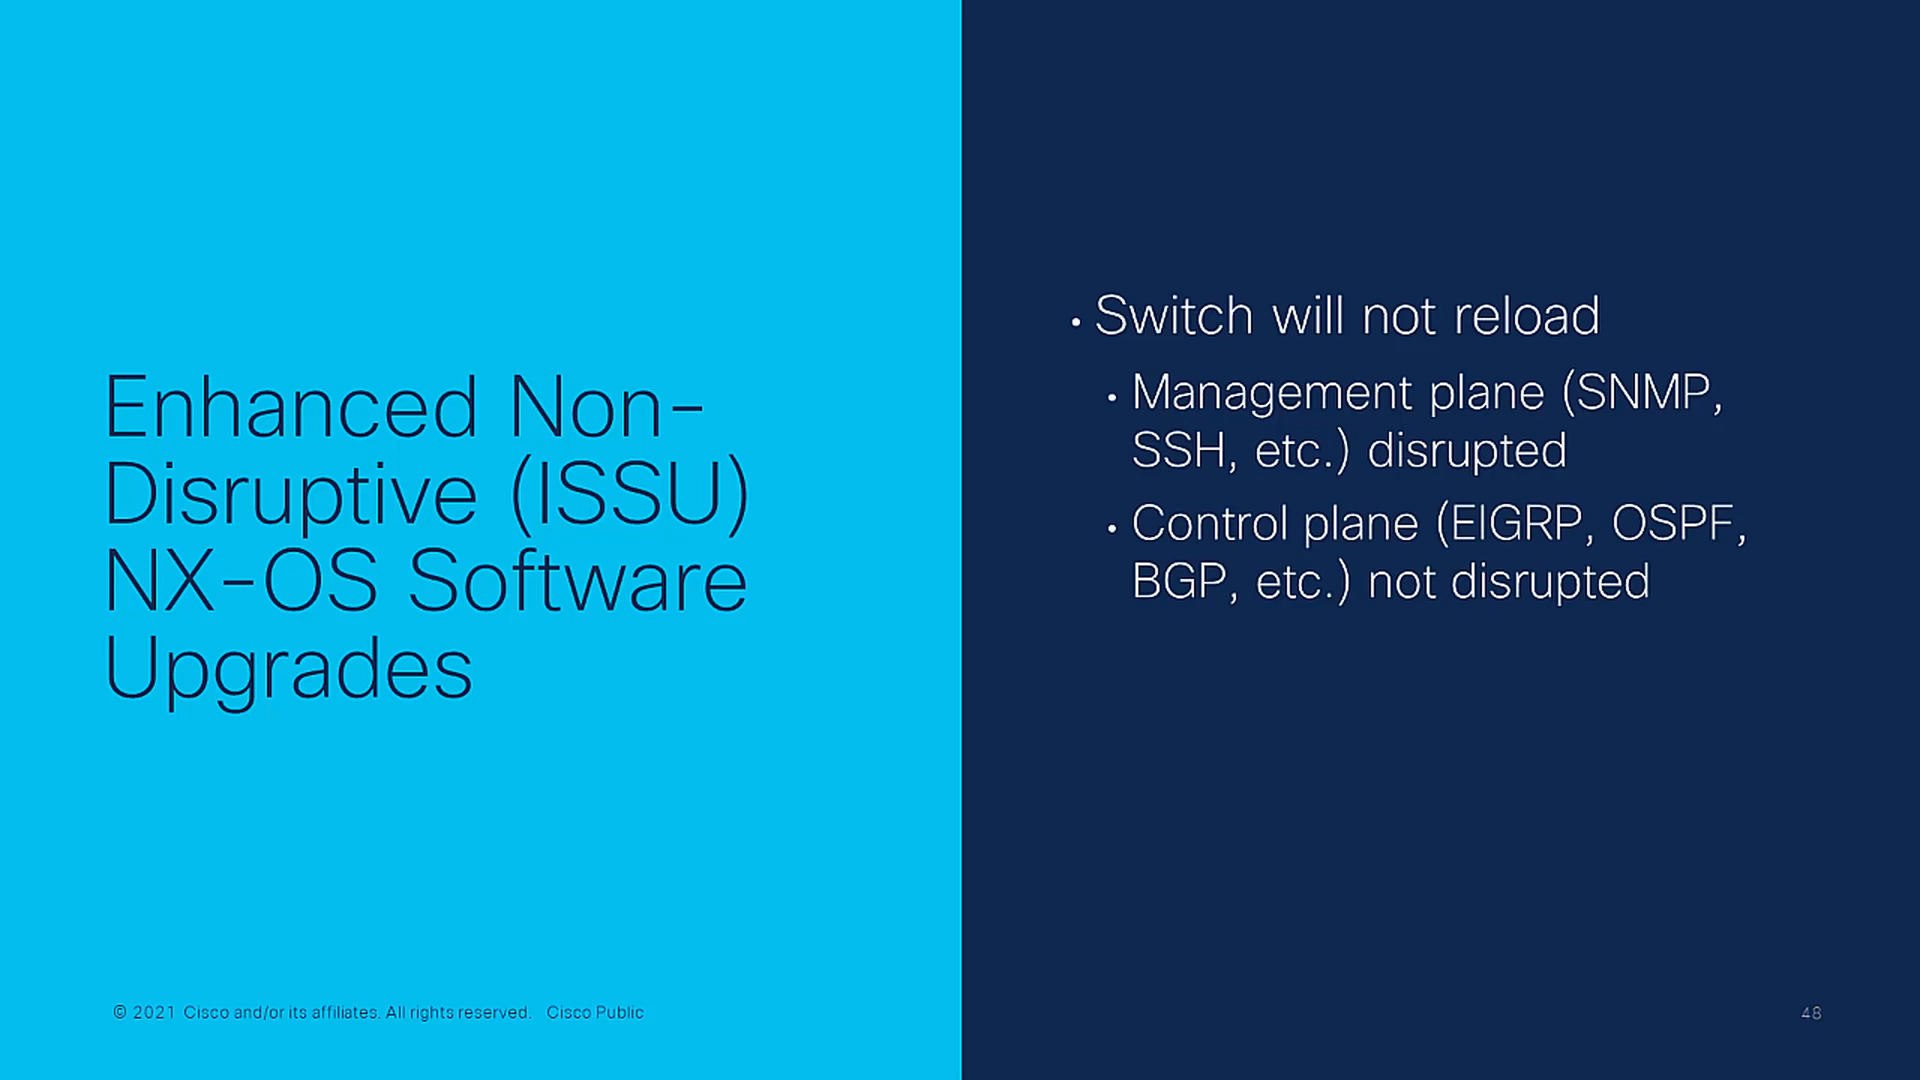 Enhanced Non-
Disruptive (ISSU)
NX-OS Software
Upgrades
• Switch will not reload
• Management plane (SNMP,
SSH, etc.) disrupted
• Control plane (EIGRP, OSPF,
BGP, etc.) not disrupted
© 2021 Cisco and/or its affiliates. All rights reserved. Cisco Public
48